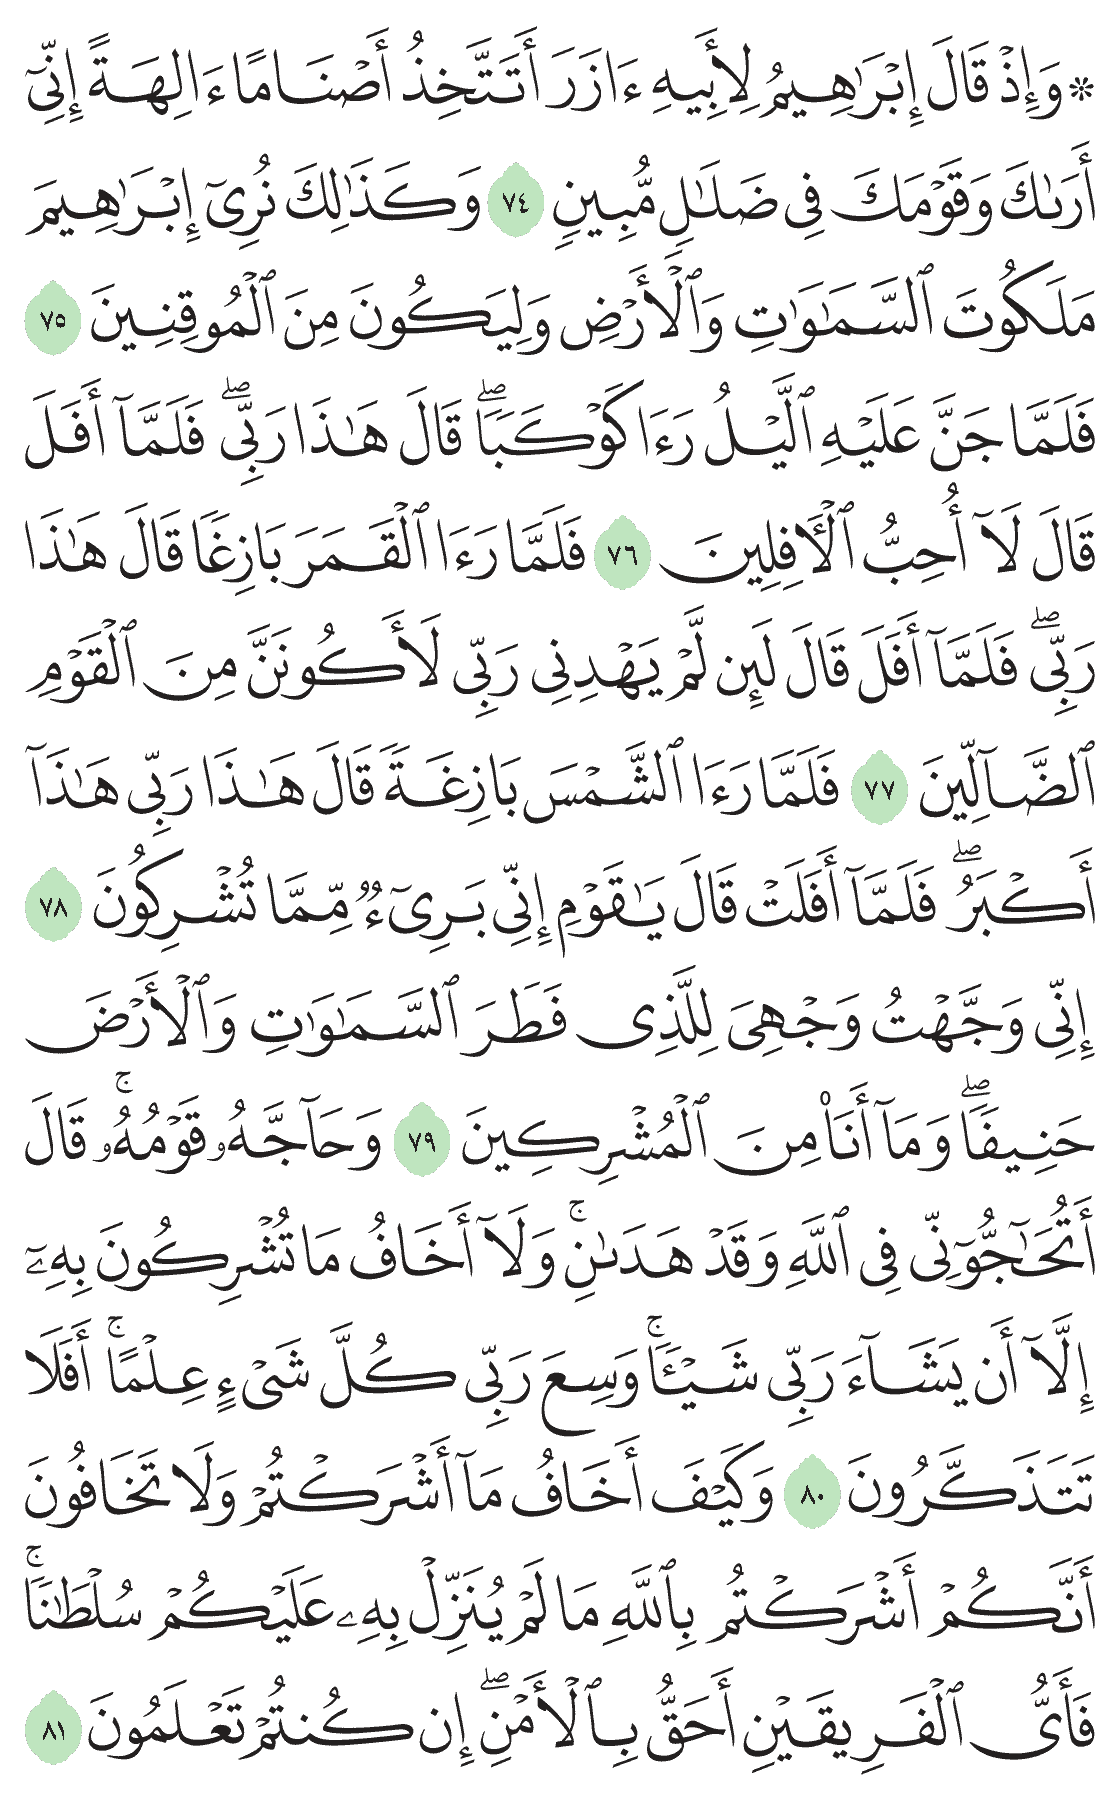 ۞ وَإِذۡ قَالَ إِبۡرَٰهِيمُ لِأَبِيهِ ءَازَرَ أَتَتَّخِذُ أَصۡنَامًا ءَالِهَةً إِنِّيٓ
أَرَىٰكَ وَقَوۡمَكَ فِي ضَلَٰلٖ مُّبِينٖ ٧٤ وَكَذَٰلِكَ نُرِيٓ إِبۡرَٰهِيمَ
مَلَكُوتَ ٱلسَّمَٰوَٰتِ وَٱلۡأَرۡضِ وَلِيَكُونَ مِنَ ٱلۡمُوقِنِينَ ٧٥
فَلَمَّا جَنَّ عَلَيۡهِ ٱلَّيۡلُ رَءَا كَوۡكَبٗاۖ قَالَ هَٰذَا رَبِّيۖ فَلَمَّآ أَفَلَ
قَالَ لَآ أُحِبُّ ٱلۡأٓفِلِينَ ٧٦ فَلَمَّا رَءَا ٱلۡقَمَرَ بَازِغٗا قَالَ هَٰذَا
رَبِّيۖ فَلَمَّآ أَفَلَ قَالَ لَئِن لَّمۡ يَهۡدِنِي رَبِّي لَأَكُونَنَّ مِنَ ٱلۡقَوۡمِ
ٱلضَّآلِّينَ ٧٧ فَلَمَّا رَءَا ٱلشَّمۡسَ بَازِغَةٗ قَالَ هَٰذَا رَبِّي هَٰذَآ
أَكۡبَرُۖ فَلَمَّآ أَفَلَتۡ قَالَ يَٰقَوۡمِ إِنِّي بَرِيٓءٞ مِّمَّا تُشۡرِكُونَ ٧٨
إِنِّي وَجَّهۡتُ وَجۡهِيَ لِلَّذِي فَطَرَ ٱلسَّمَٰوَٰتِ وَٱلۡأَرۡضَ
حَنِيفٗاۖ وَمَآ أَنَا۠ مِنَ ٱلۡمُشۡرِكِينَ ٧٩ وَحَآجَّهُۥ قَوۡمُهُۥۚ قَالَ
أَتُحَٰٓجُّوٓنِّي فِي ٱللَّهِ وَقَدۡ هَدَىٰنِۚ وَلَآ أَخَافُ مَا تُشۡرِكُونَ بِهِۦٓ
إِلَّآ أَن يَشَآءَ رَبِّي شَيۡـٔٗاۚ وَسِعَ رَبِّي كُلَّ شَيۡءٍ عِلۡمًاۚ أَفَلَا
تَتَذَكَّرُونَ ٨٠ وَكَيۡفَ أَخَافُ مَآ أَشۡرَكۡتُمۡ وَلَا تَخَافُونَ
أَنَّكُمۡ أَشۡرَكۡتُم بِٱللَّهِ مَا لَمۡ يُنَزِّلۡ بِهِۦ عَلَيۡكُمۡ سُلۡطَٰنٗاۚ
فَأَيُّ ٱلۡفَرِيقَيۡنِ أَحَقُّ بِٱلۡأَمۡنِۖ إِن كُنتُمۡ تَعۡلَمُونَ ٨١